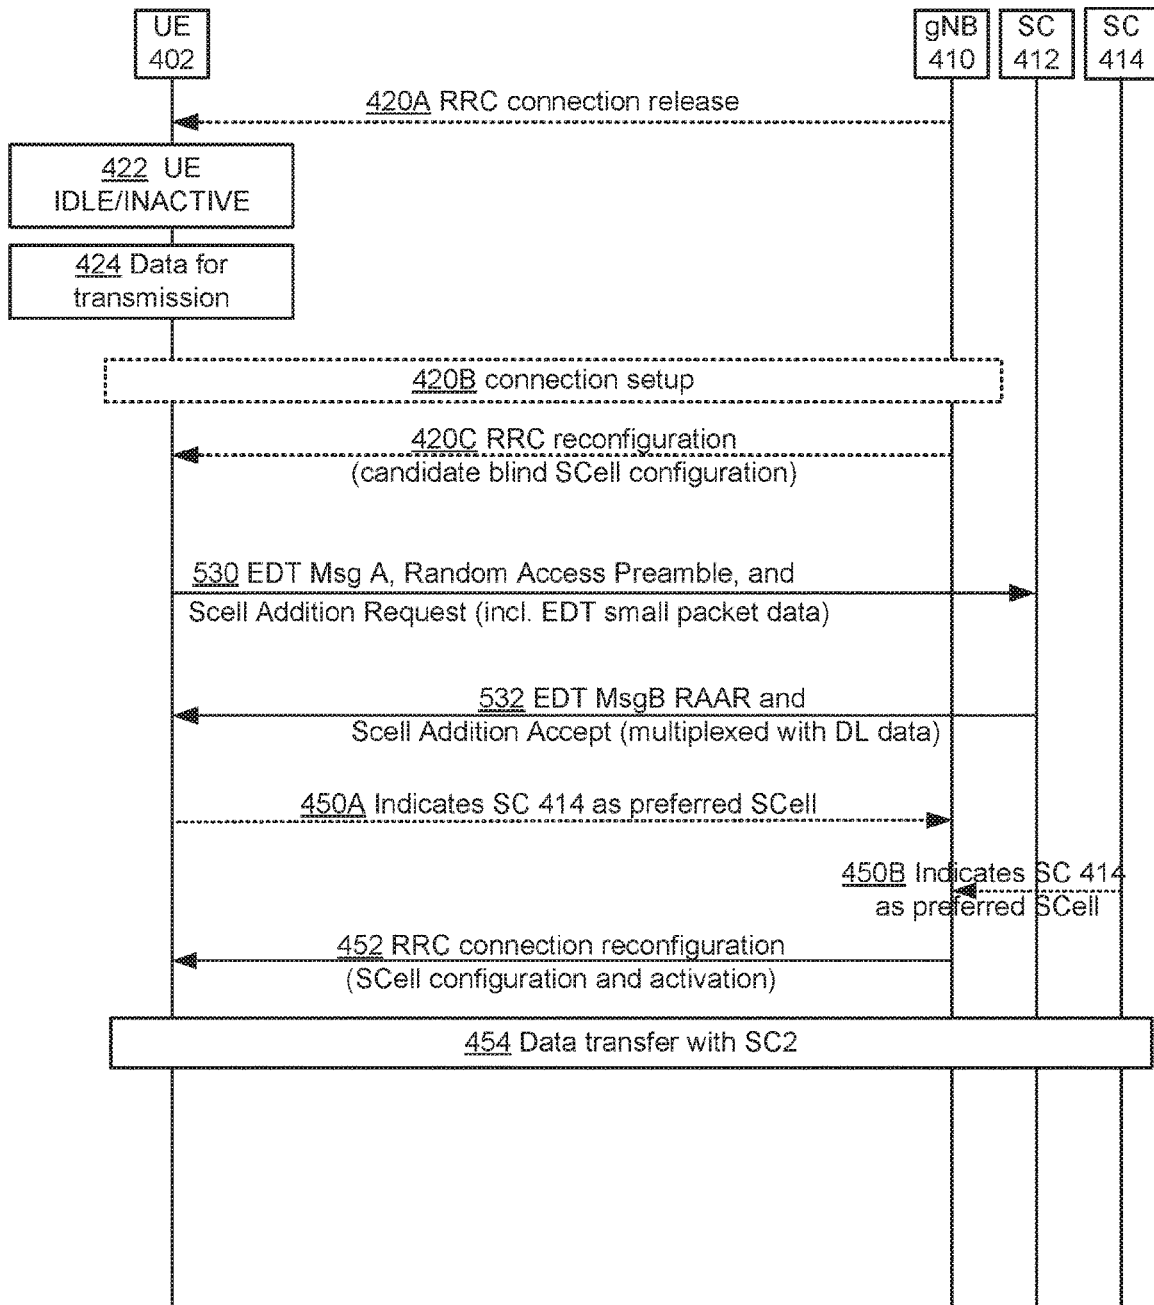 UE
402
gNB
410
SC
412
SC
414
420A RRC connection release
422 UE
IDLE/INACTIVE
424 Data for
transmission
420B connection setup
420C RRC reconfiguration
(candidate blind SCell configuration)
530 EDT Msg A, Random Access Preamble, and
Scell Addition Request (incl. EDT small packet data)
532 EDT MsgB RAAR and
Scell Addition Accept (multiplexed with DL data)
450A Indicates SC 414 as preferred SCell
450B Indicates SC 414
as preferred SCell
452 RRC connection reconfiguration
(SCell configuration and activation)
454 Data transfer with SC2